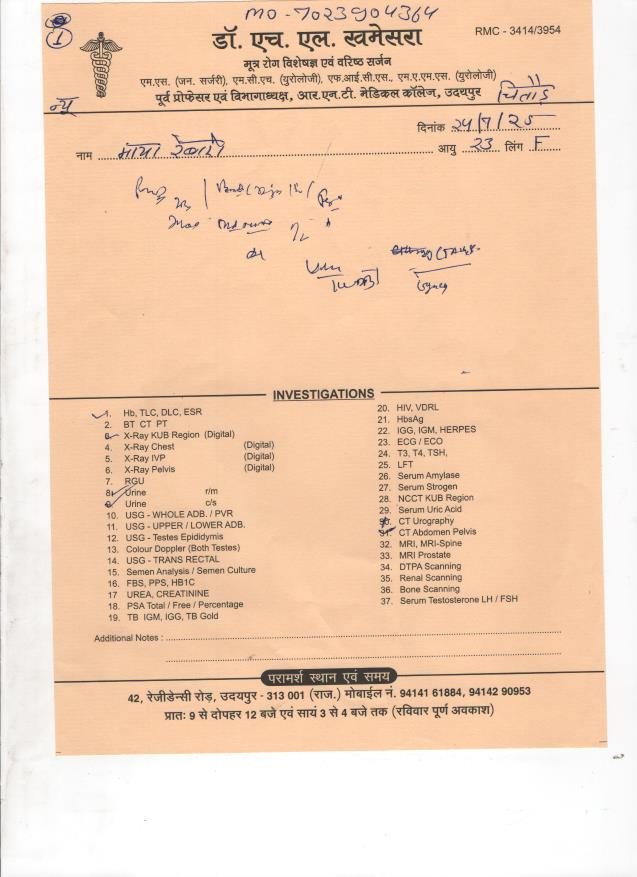 MO - 7023904364
1
RMC - 3414/3954
डॉ. एच. एल. खमेसरा
मूत्र रोग विशेषज्ञ एवं वरिष्ठ सर्जन
एम.एस. (जन. सर्जरी), एम.सी.एच. (युरोलोजी), एफ.आई.सी.एस., एम.ए.एम.एस. (युरोलोजी)
पूर्व प्रोफेसर एवं विभागाध्यक्ष, आर.एन.टी. मेडिकल कॉलेज, उदयपुर
न्यू
दिनांक 24/7/25
नाम माया आयु 23 लिंग F
INVESTIGATIONS
1. Hb, TLC, DLC, ESR
2. BT CT PT
3. X-Ray KUB Region (Digital)
4. X-Ray Chest (Digital)
5. X-Ray IVP (Digital)
6. X-Ray Pelvis (Digital)
7. RGU
8. Urine r/m
9. Urine c/s
10. USG - WHOLE ADB. / PVR
11. USG - UPPER / LOWER ADB.
12. USG - Testes Epididymis
13. Colour Doppler (Both Testes)
14. USG - TRANS RECTAL
15. Semen Analysis / Semen Culture
16. FBS, PPS, HB1C
17 UREA, CREATININE
18. PSA Total / Free / Percentage
19. TB IGM, IGG, TB Gold
20. HIV, VDRL
21. HbsAg
22. IGG, IGM, HERPES
23. ECG / ECO
24. T3, T4, TSH,
25. LFT
26. Serum Amylase
27. Serum Strogen
28. NCCT KUB Region
29. Serum Uric Acid
30. CT Urography
31. CT Abdomen Pelvis
32. MRI, MRI-Spine
33. MRI Prostate
34. DTPA Scanning
35. Renal Scanning
36. Bone Scanning
37. Serum Testosterone LH / FSH
Additional Notes :
परामर्श स्थान एवं समय
42, रेजीडेन्सी रोड़, उदयपुर - 313 001 (राज.) मोबाईल नं. 94141 61884, 94142 90953
प्रातः 9 से दोपहर 12 बजे एवं सायं 3 से 4 बजे तक (रविवार पूर्ण अवकाश)